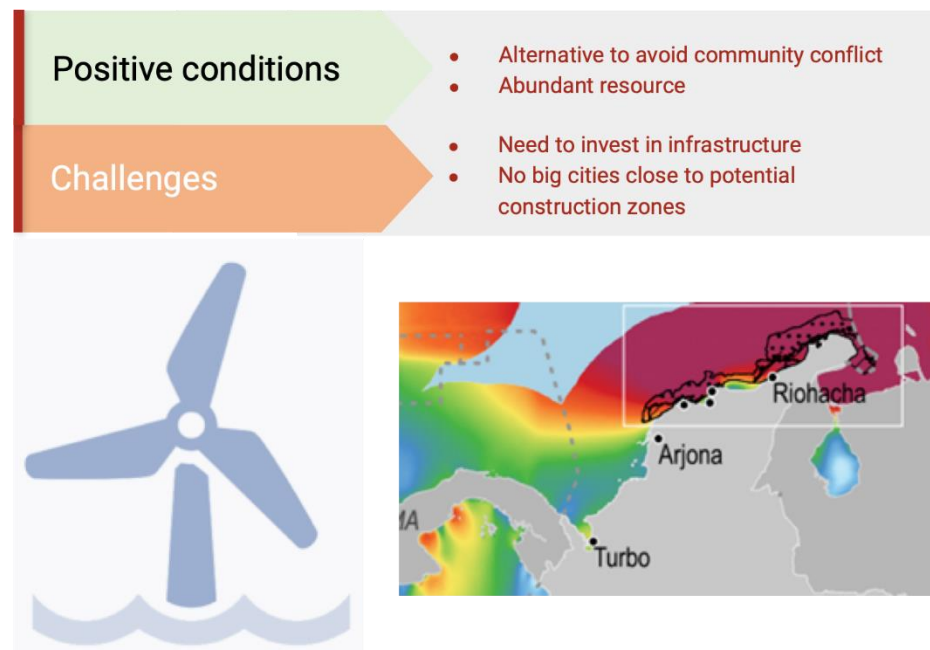 Positive conditions
• Alternative to avoid community conflict
• Abundant resource
Challenges
• Need to invest in infrastructure
• No big cities close to potential
construction zones
Riohacha
Arjona
MA
Turbo